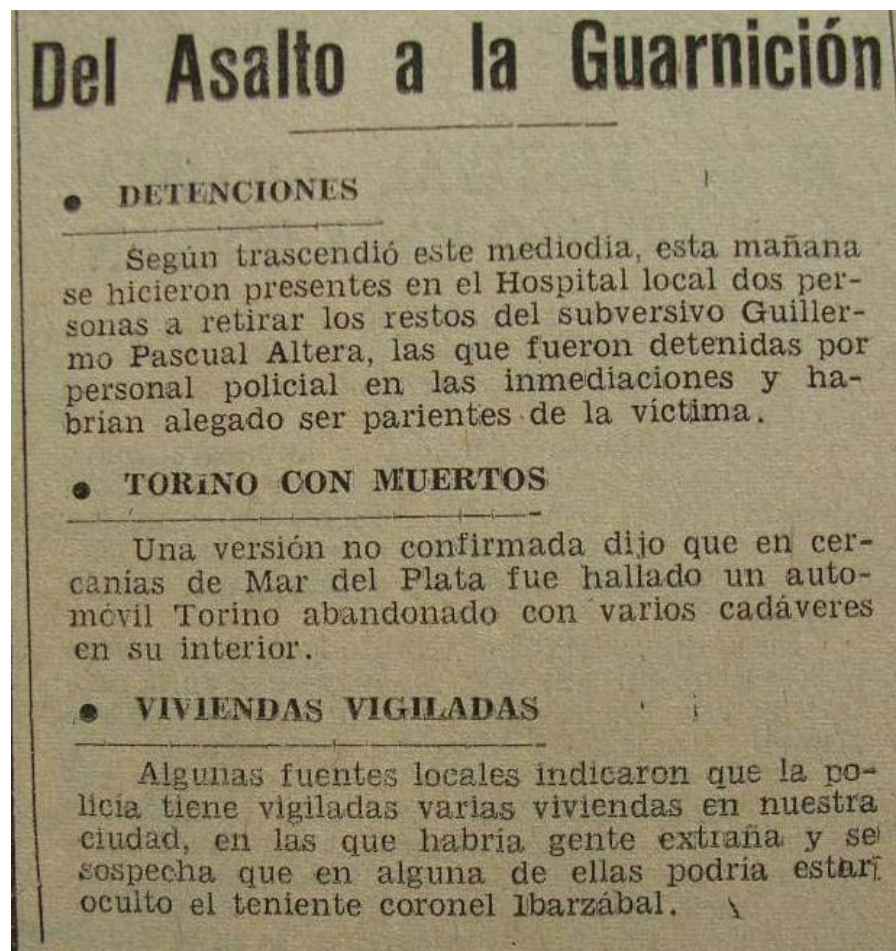 Del Asalto a la Guarnición
• DETENCIONES
Según trascendió este mediodía, esta mañana
se hicieron presentes en el Hospital local dos per-
sonas a retirar los restos del subversivo Guiller-
mo Pascual Altera, las que fueron detenidas por
personal policial en las inmediaciones y ha-
brían alegado ser parientes de la víctima.
• TORINO CON MUERTOS
Una versión no confirmada dijo que en cer-
canías de Mar del Plata fue hallado un auto-
móvil Torino abandonado con varios cadáveres
en su interior.
• VIVIENDAS VIGILADAS
Algunas fuentes locales indicaron que la po-
licía tiene vigiladas varias viviendas en nuestra
ciudad, en las que habría gente extraña y se
sospecha que en alguna de ellas podría estar
oculto el teniente coronel Ibarzábal.